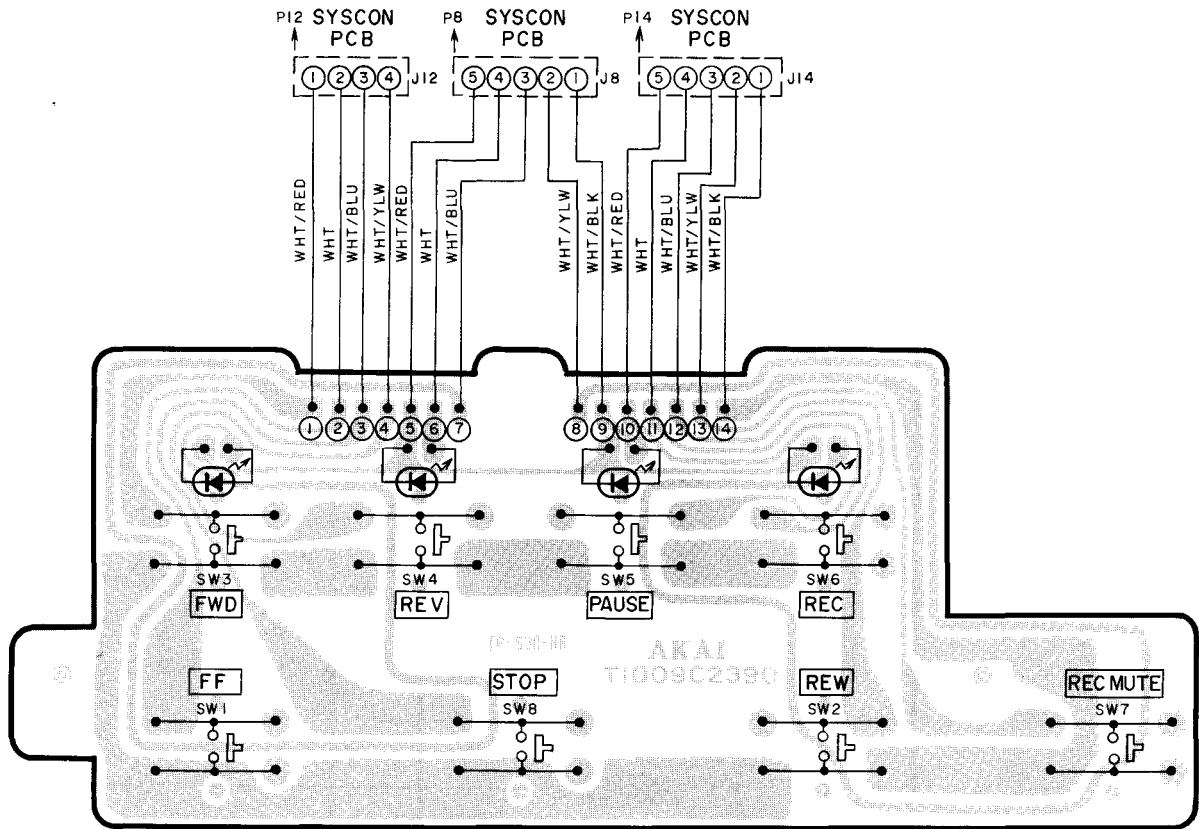 P12 SYSCON PCB
P8 SYSCON PCB
P14 SYSCON PCB
1 2 3 4 J12
5 4 3 2 1 J8
5 4 3 2 1 J14
WHT/RED
WHT
WHT/BLU
WHT/YLW
WHT/RED
WHT
WHT/BLU
WHT/YLW
WHT/BLK
WHT/RED
WHT
WHT/BLU
WHT/YLW
WHT/BLK
1 2 3 4 5 6 7
8 9 10 11 12 13 14
SW3 SW4 SW5 SW6
FWD REV PAUSE REC
AKAI
T1009C2390
FF STOP REW REC MUTE
SW1 SW8 SW2 SW7